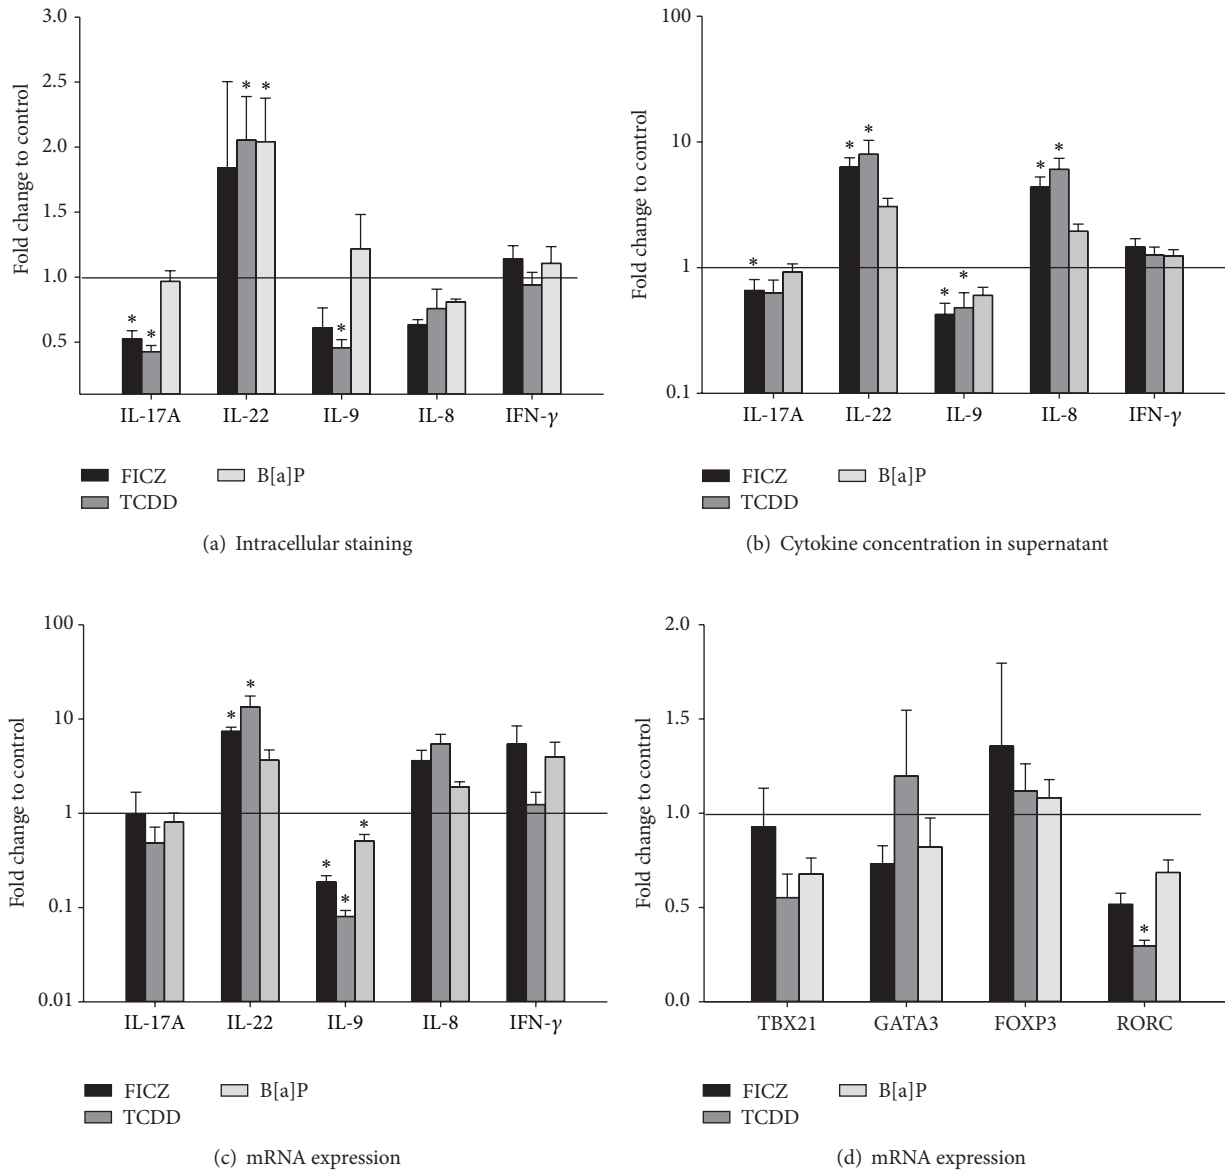 Fold change to control
3.0
2.5
2.0
1.5
1.0
0.5
*
*
*
*
*
IL-17A IL-22 IL-9 IL-8 IFN-γ
FICZ B[a]P
TCDD
(a) Intracellular staining
Fold change to control
100
10
1
0.1
*
*
*
*
*
*
*
IL-17A IL-22 IL-9 IL-8 IFN-γ
FICZ B[a]P
TCDD
(b) Cytokine concentration in supernatant
Fold change to control
100
10
1
0.1
0.01
*
*
*
*
*
IL-17A IL-22 IL-9 IL-8 IFN-γ
FICZ B[a]P
TCDD
(c) mRNA expression
Fold change to control
2.0
1.5
1.0
0.5
0.0
*
TBX21 GATA3 FOXP3 RORC
FICZ B[a]P
TCDD
(d) mRNA expression